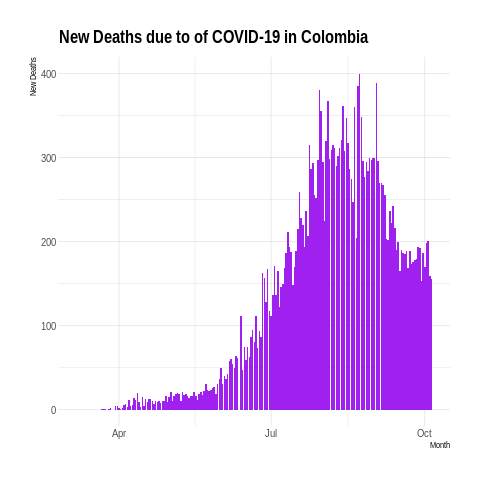 New Deaths due to of COVID-19 in Colombia
New Deaths
400
300
200
100
0
Apr
Jul
Oct
Month